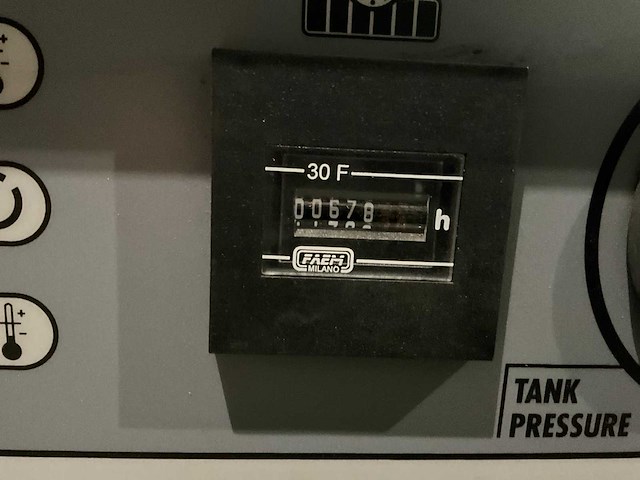 30 F
00678
h
FAEM
MILANO
TANK
PRESSURE